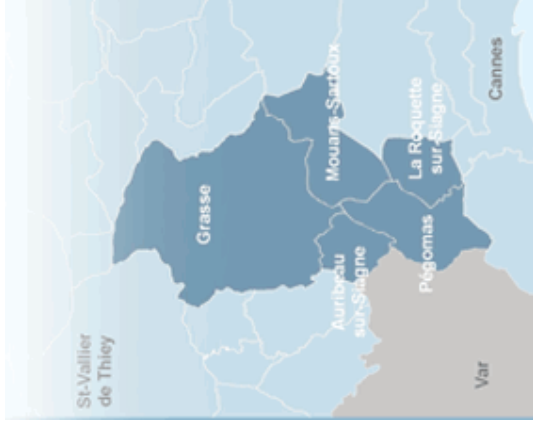 St-Vallier
de Thiey
Grasse
Mouans-Sartoux
Auribeau
sur-Siagne
La Roquette
sur-Siagne
Pégomas
Cannes
Var